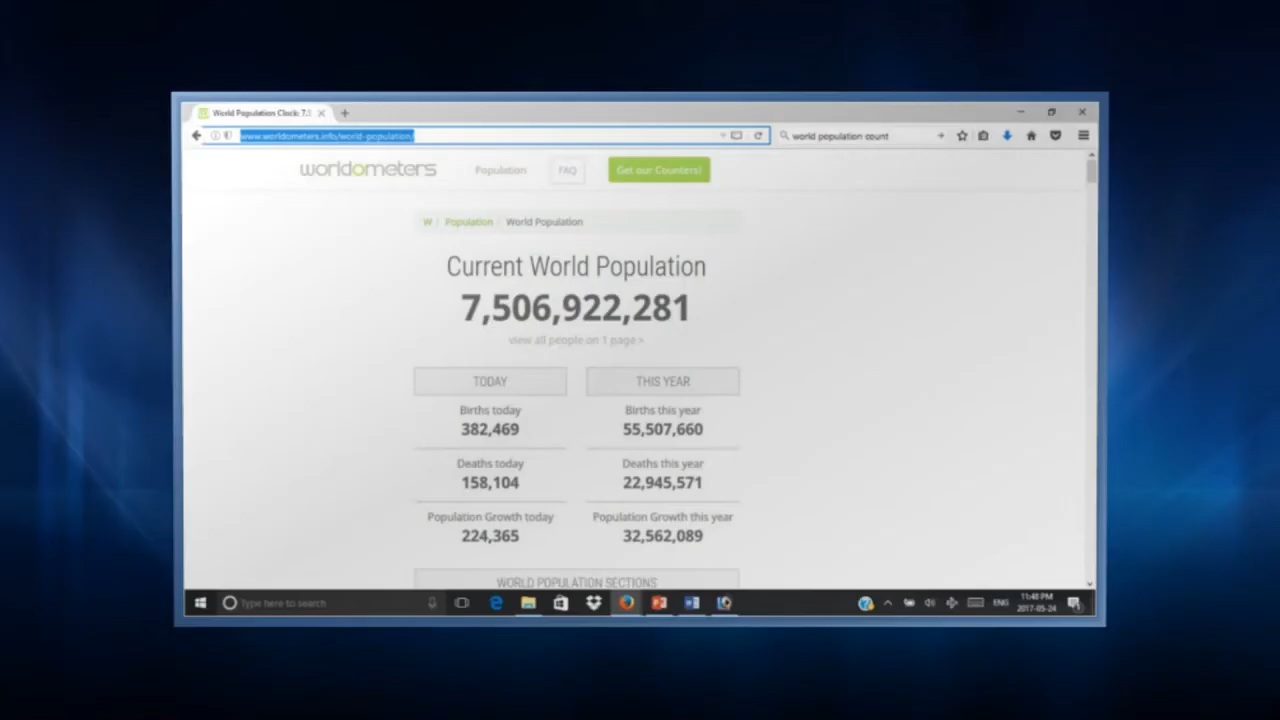 World Population Clock: 7.5
www.worldometers.info/world-population/
world population count
worldometers
Population
FAQ
Get our Counters!
W / Population / World Population
Current World Population
7,506,922,281
view all people on 1 page >
TODAY
THIS YEAR
Births today
382,469
Births this year
55,507,660
Deaths today
158,104
Deaths this year
22,945,571
Population Growth today
224,365
Population Growth this year
32,562,089
WORLD POPULATION SECTIONS
Type here to search
ENG
11:48 PM
2017-05-24